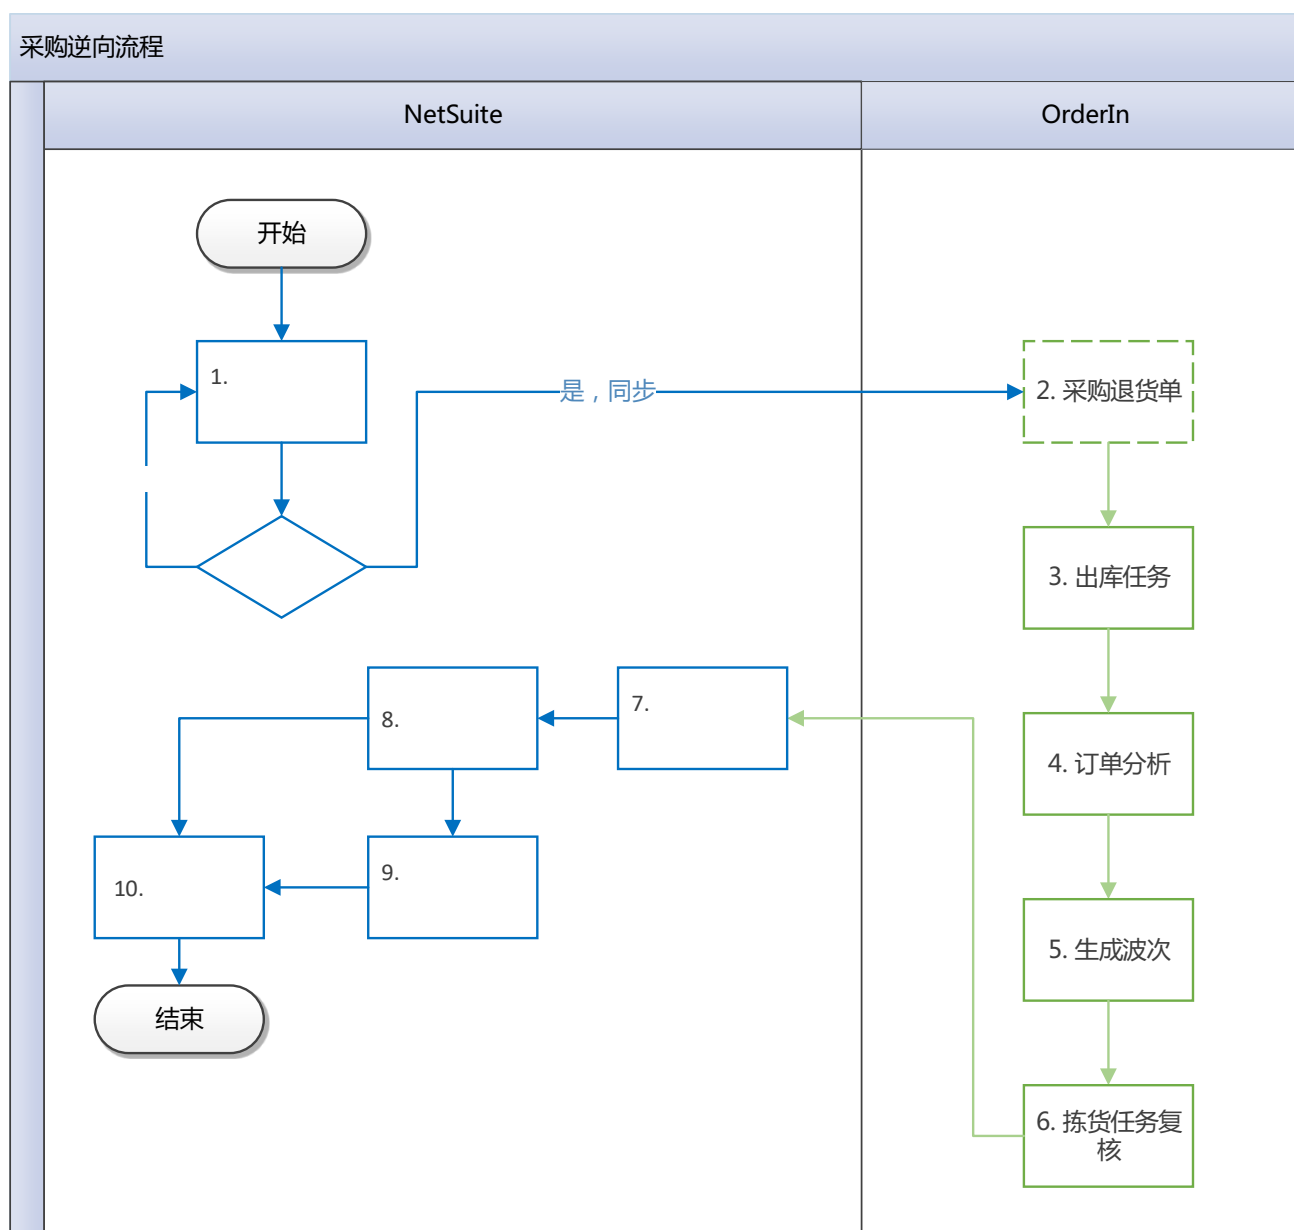 采购逆向流程
NetSuite
OrderIn
开始
1.
是，同步
2. 采购退货单
3. 出库任务
7.
8.
4. 订单分析
9.
10.
5. 生成波次
结束
6. 拣货任务复
核